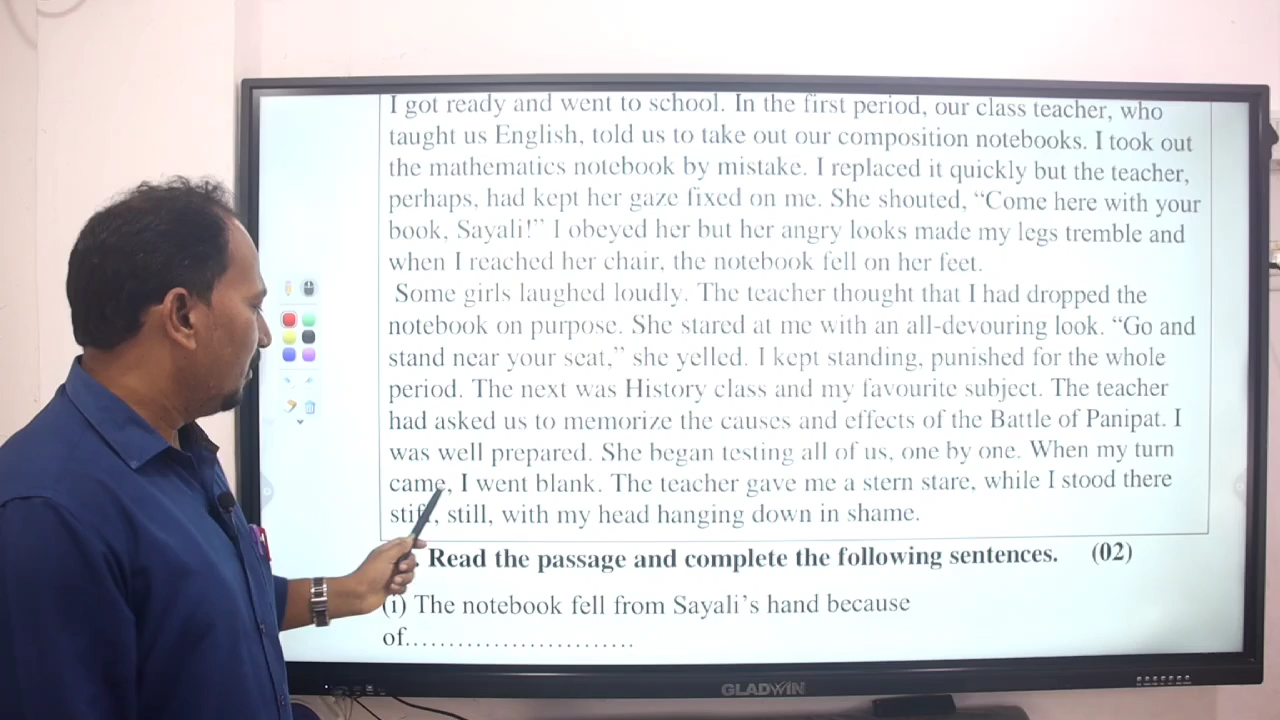 I got ready and went to school. In the first period, our class teacher, who
taught us English, told us to take out our composition notebooks. I took out
the mathematics notebook by mistake. I replaced it quickly but the teacher,
perhaps, had kept her gaze fixed on me. She shouted, “Come here with your
book, Sayali!” I obeyed her but her angry looks made my legs tremble and
when I reached her chair, the notebook fell on her feet.
Some girls laughed loudly. The teacher thought that I had dropped the
notebook on purpose. She stared at me with an all-devouring look. “Go and
stand near your seat,” she yelled. I kept standing, punished for the whole
period. The next was History class and my favourite subject. The teacher
had asked us to memorize the causes and effects of the Battle of Panipat. I
was well prepared. She began testing all of us, one by one. When my turn
came, I went blank. The teacher gave me a stern stare, while I stood there
stiff, still, with my head hanging down in shame.
Read the passage and complete the following sentences. (02)
(i) The notebook fell from Sayali’s hand because
of.........................
GLADWIN